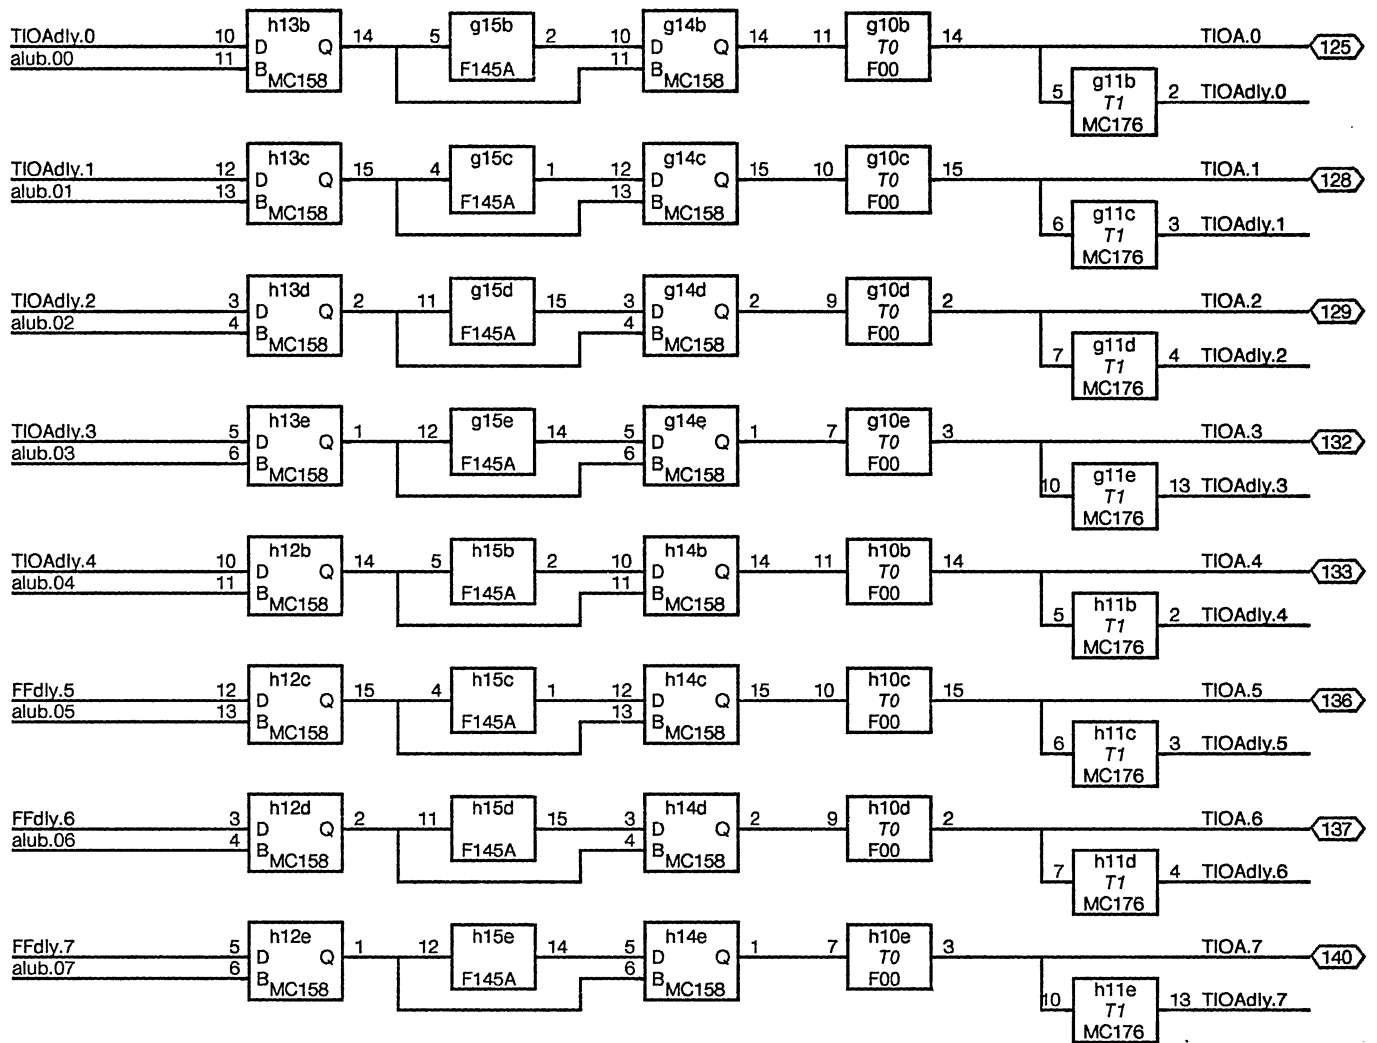 h13b g15b g14b g10b
TIOAdly.0 10 D Q 14 5 2 10 D Q 14 11 T0 14 TIOA.0 125
alub.00 11 B MC158 F145A 11 B MC158 F00
g11b
5 T1 2 TIOAdly.0
MC176
h13c g15c g14c g10c
TIOAdly.1 12 D Q 15 4 1 12 D Q 15 10 T0 15 TIOA.1 128
alub.01 13 B MC158 F145A 13 B MC158 F00
g11c
6 T1 3 TIOAdly.1
MC176
h13d g15d g14d g10d
TIOAdly.2 3 D Q 2 11 15 3 D Q 2 9 T0 2 TIOA.2 129
alub.02 4 B MC158 F145A 4 B MC158 F00
g11d
7 T1 4 TIOAdly.2
MC176
h13e g15e g14e g10e
TIOAdly.3 5 D Q 1 12 14 5 D Q 1 7 T0 3 TIOA.3 132
alub.03 6 B MC158 F145A 6 B MC158 F00
g11e
10 T1 13 TIOAdly.3
MC176
h12b h15b h14b h10b
TIOAdly.4 10 D Q 14 5 2 10 D Q 14 11 T0 14 TIOA.4 133
alub.04 11 B MC158 F145A 11 B MC158 F00
h11b
5 T1 2 TIOAdly.4
MC176
h12c h15c h14c h10c
FFdly.5 12 D Q 15 4 1 12 D Q 15 10 T0 15 TIOA.5 136
alub.05 13 B MC158 F145A 13 B MC158 F00
h11c
6 T1 3 TIOAdly.5
MC176
h12d h15d h14d h10d
FFdly.6 3 D Q 2 11 15 3 D Q 2 9 T0 2 TIOA.6 137
alub.06 4 B MC158 F145A 4 B MC158 F00
h11d
7 T1 4 TIOAdly.6
MC176
h12e h15e h14e h10e
FFdly.7 5 D Q 1 12 14 5 D Q 1 7 T0 3 TIOA.7 140
alub.07 6 B MC158 F145A 6 B MC158 F00
h11e
10 T1 13 TIOAdly.7
MC176